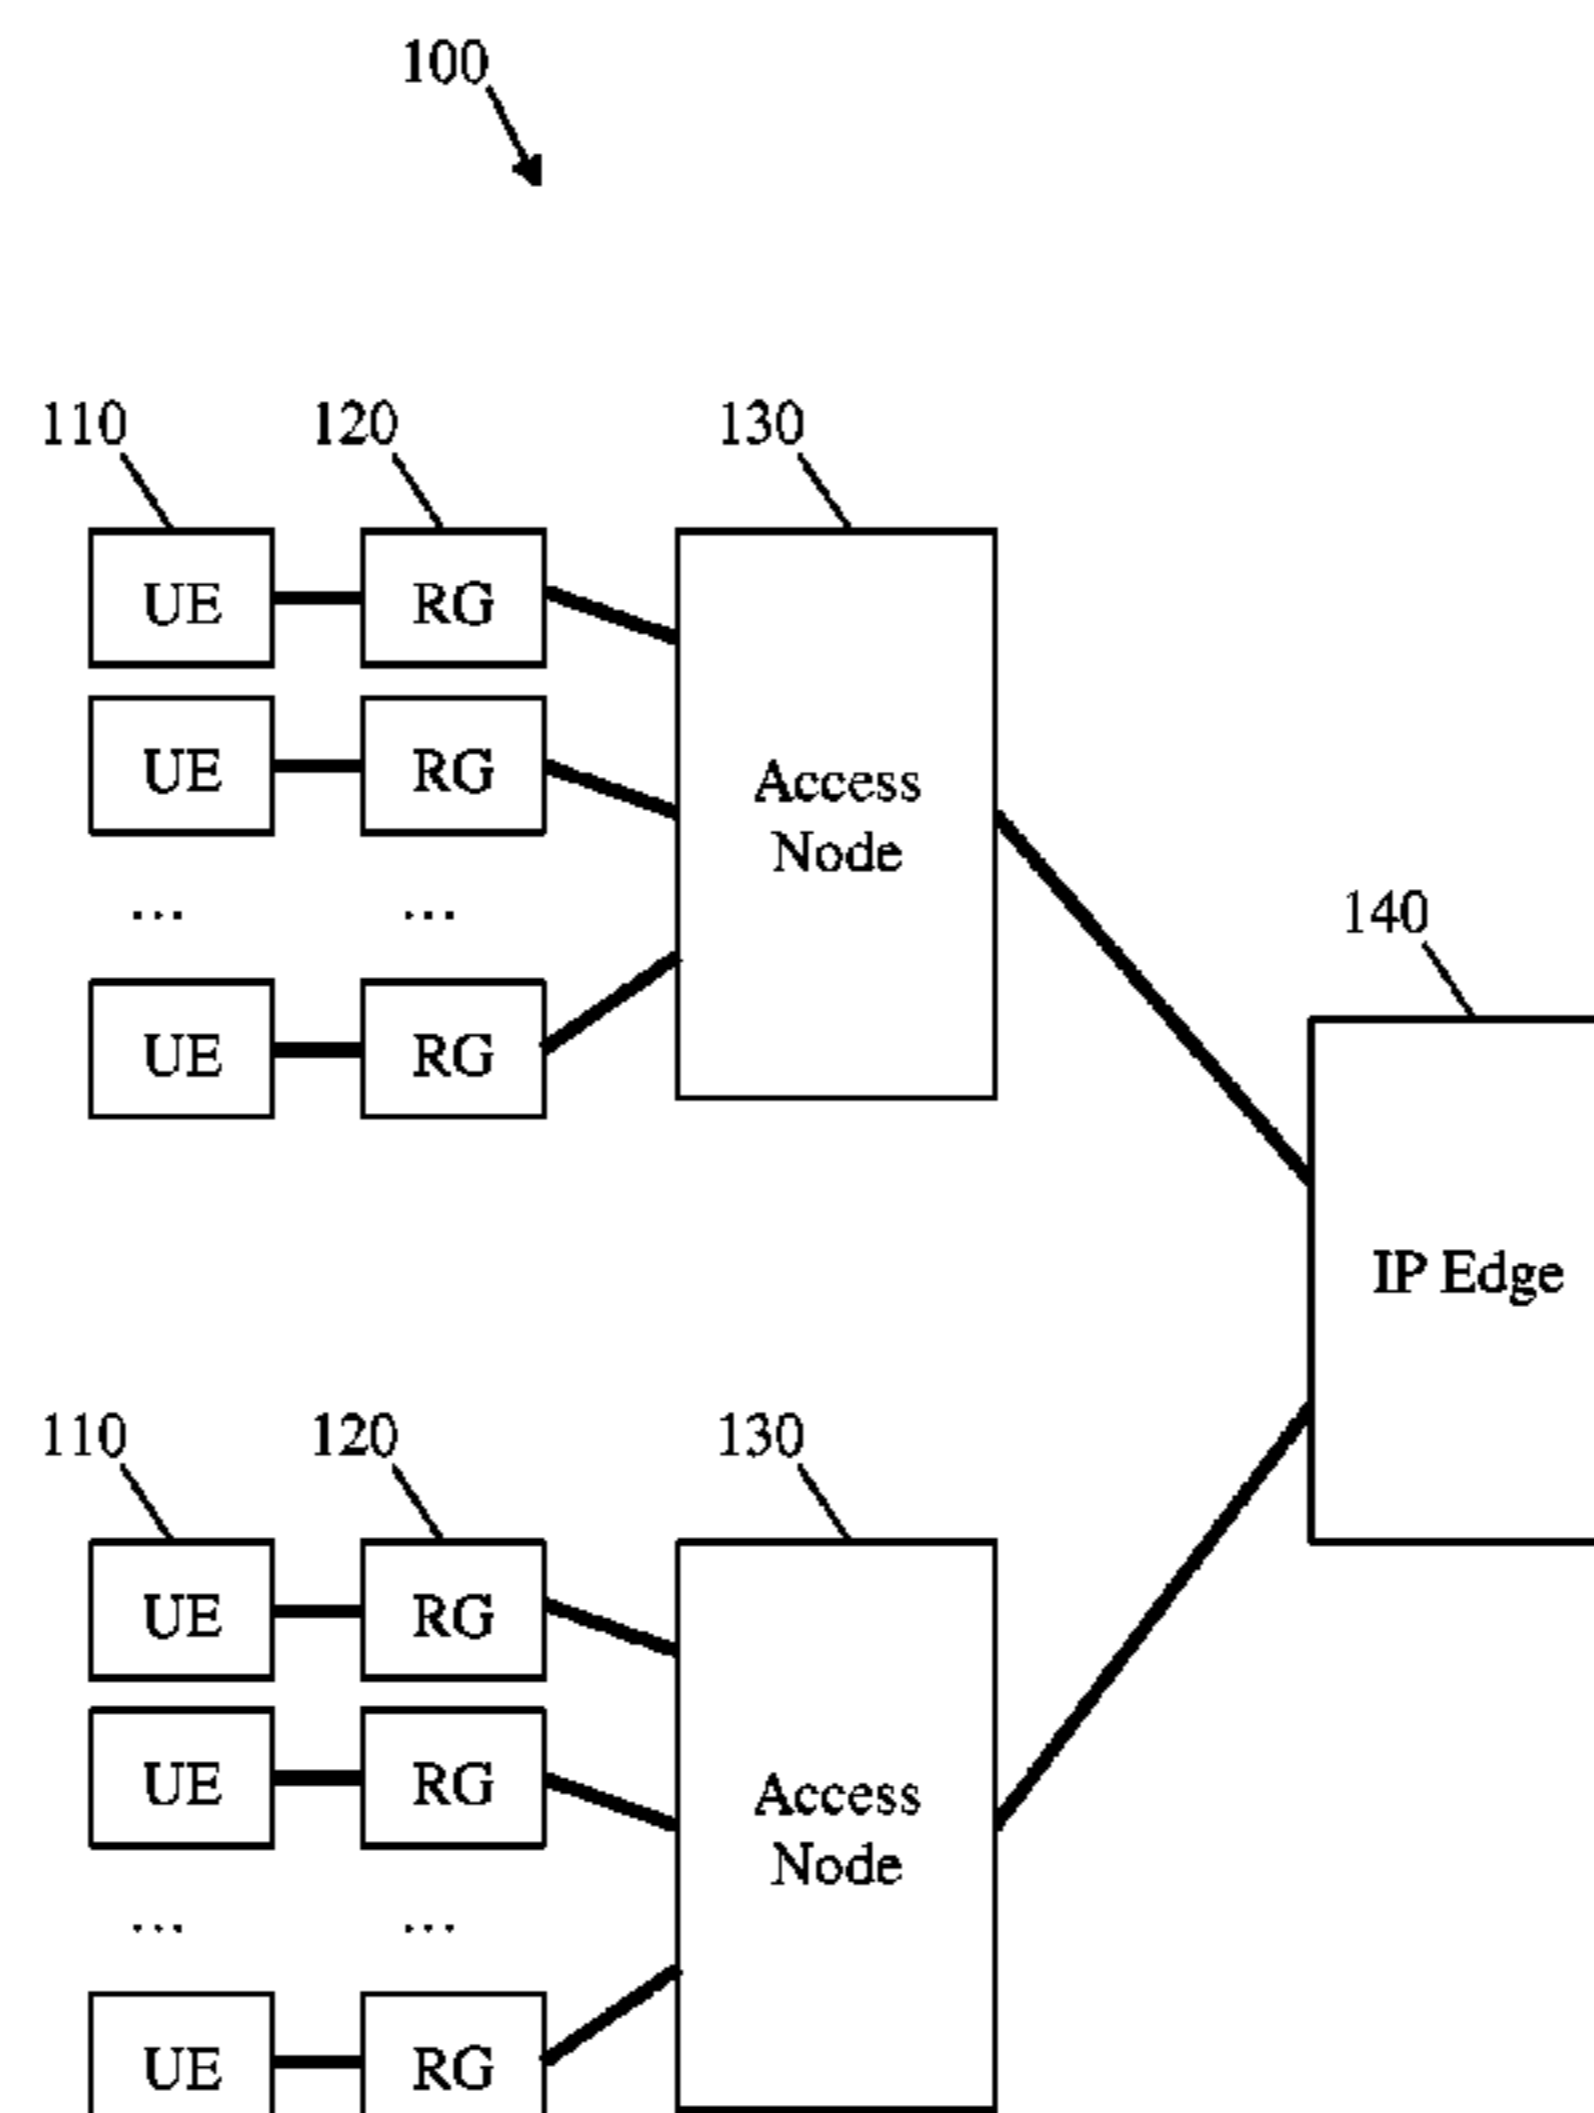 100
110 120 130
UE RG
UE RG
Access
Node
... ...
140
UE RG
IP Edge
110 120 130
UE RG
UE RG
Access
Node
... ...
UE RG